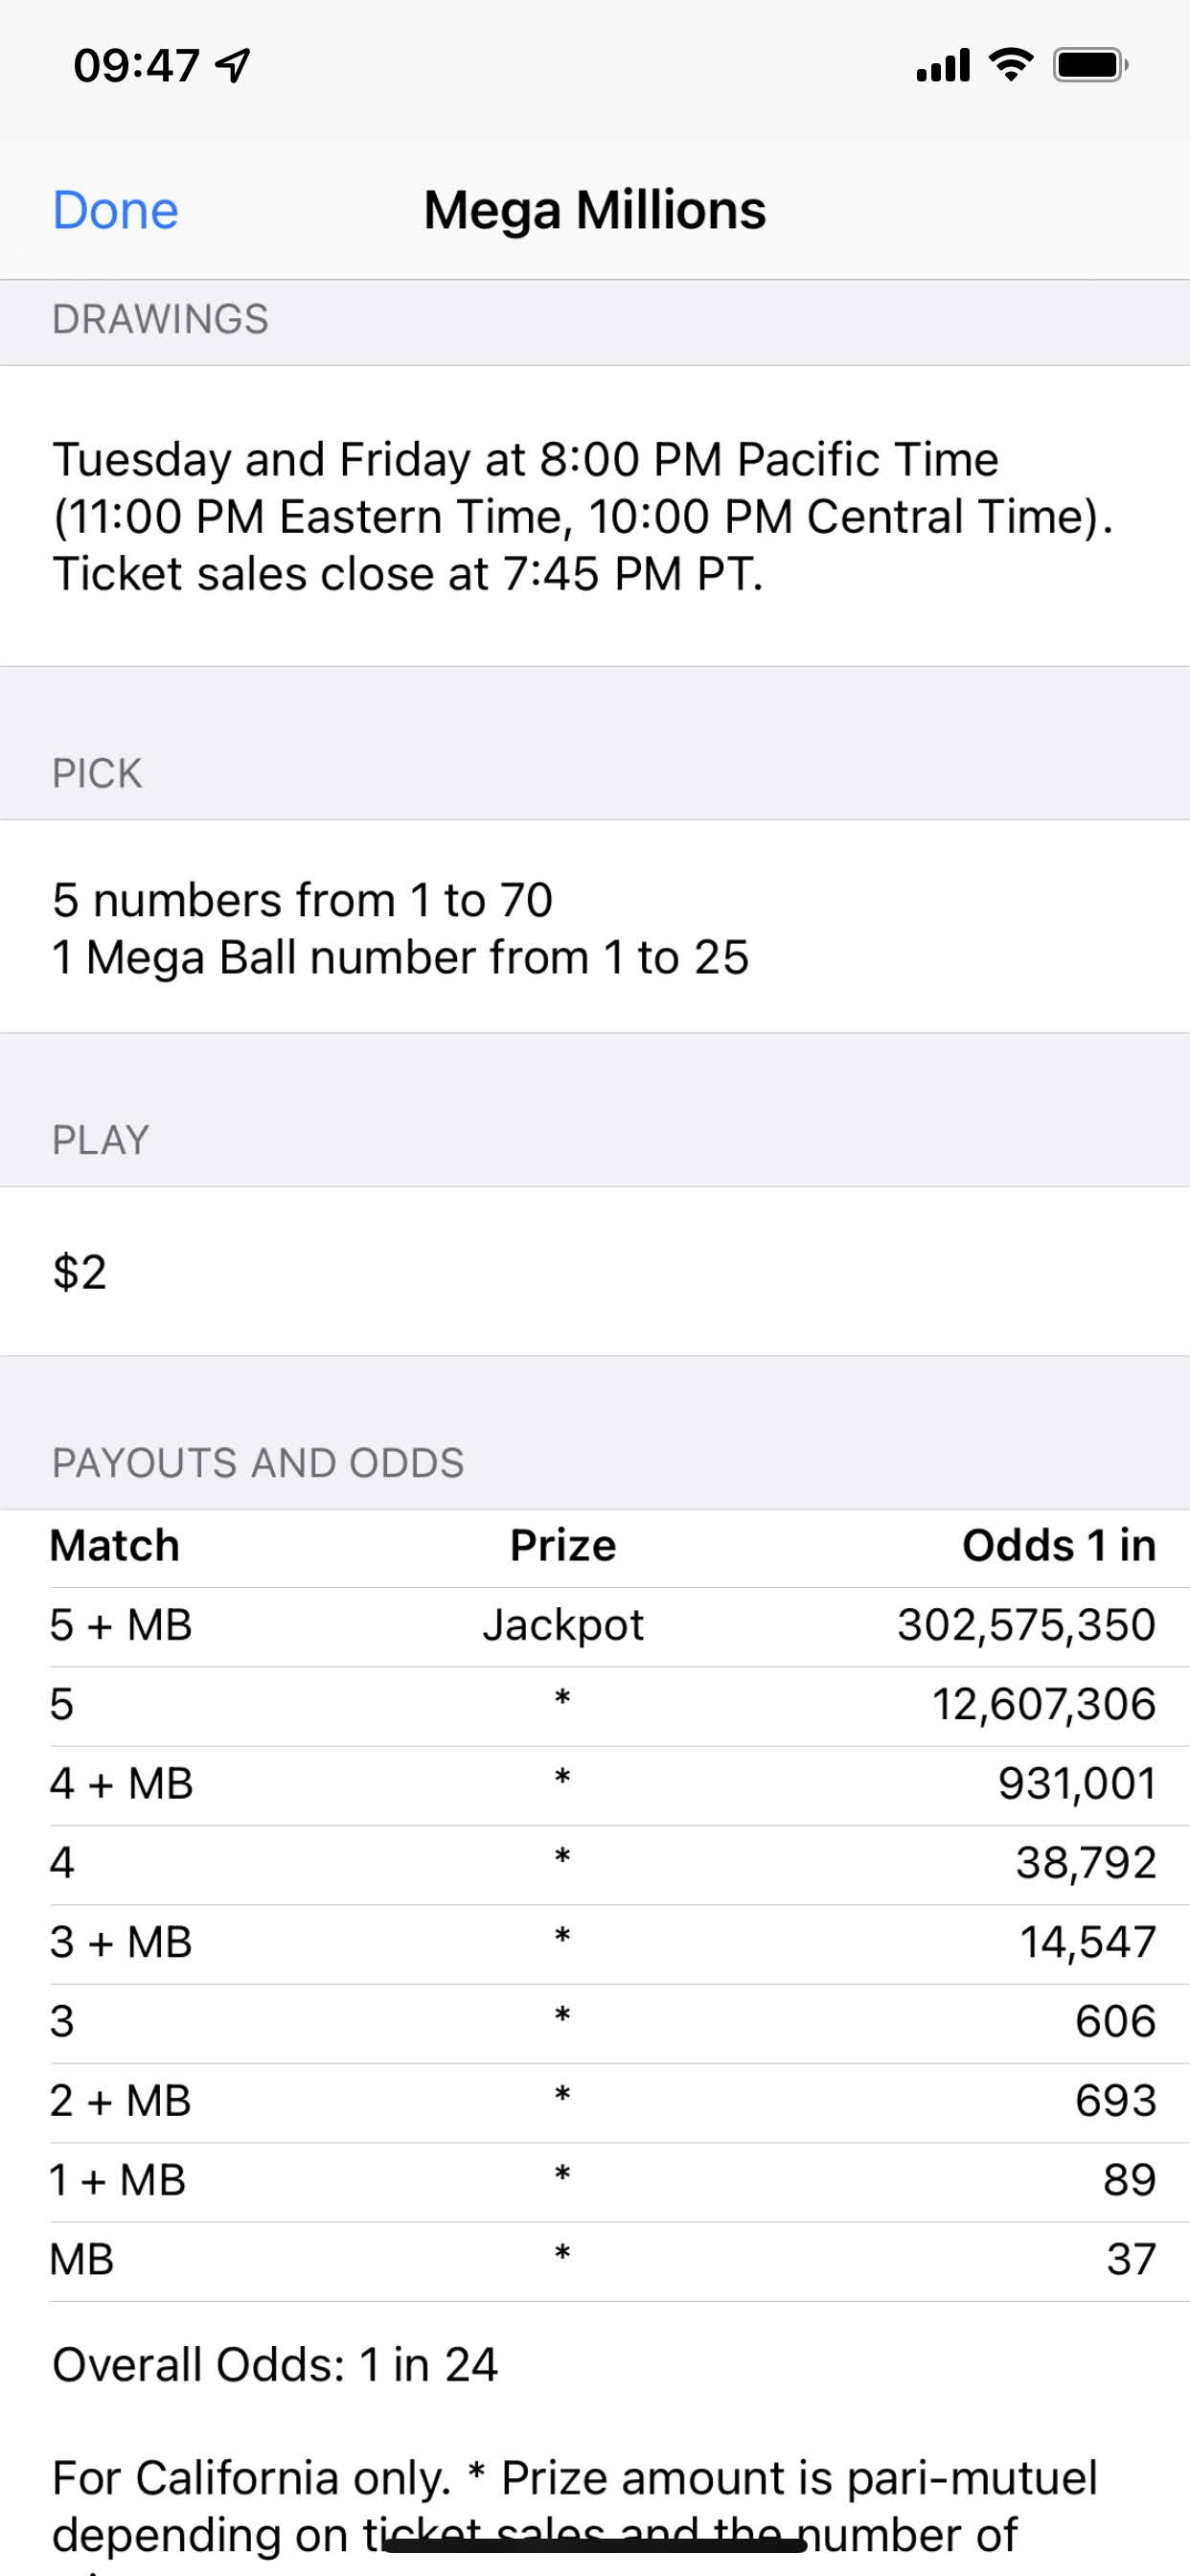 09:47
Done
Mega Millions
DRAWINGS
Tuesday and Friday at 8:00 PM Pacific Time
(11:00 PM Eastern Time, 10:00 PM Central Time).
Ticket sales close at 7:45 PM PT.
PICK
5 numbers from 1 to 70
1 Mega Ball number from 1 to 25
PLAY
$2
PAYOUTS AND ODDS
Match Prize Odds 1 in
5 + MB Jackpot 302,575,350
5 * 12,607,306
4 + MB * 931,001
4 * 38,792
3 + MB * 14,547
3 * 606
2 + MB * 693
1 + MB * 89
MB * 37
Overall Odds: 1 in 24
For California only. * Prize amount is pari-mutuel
depending on ticket sales and the number of